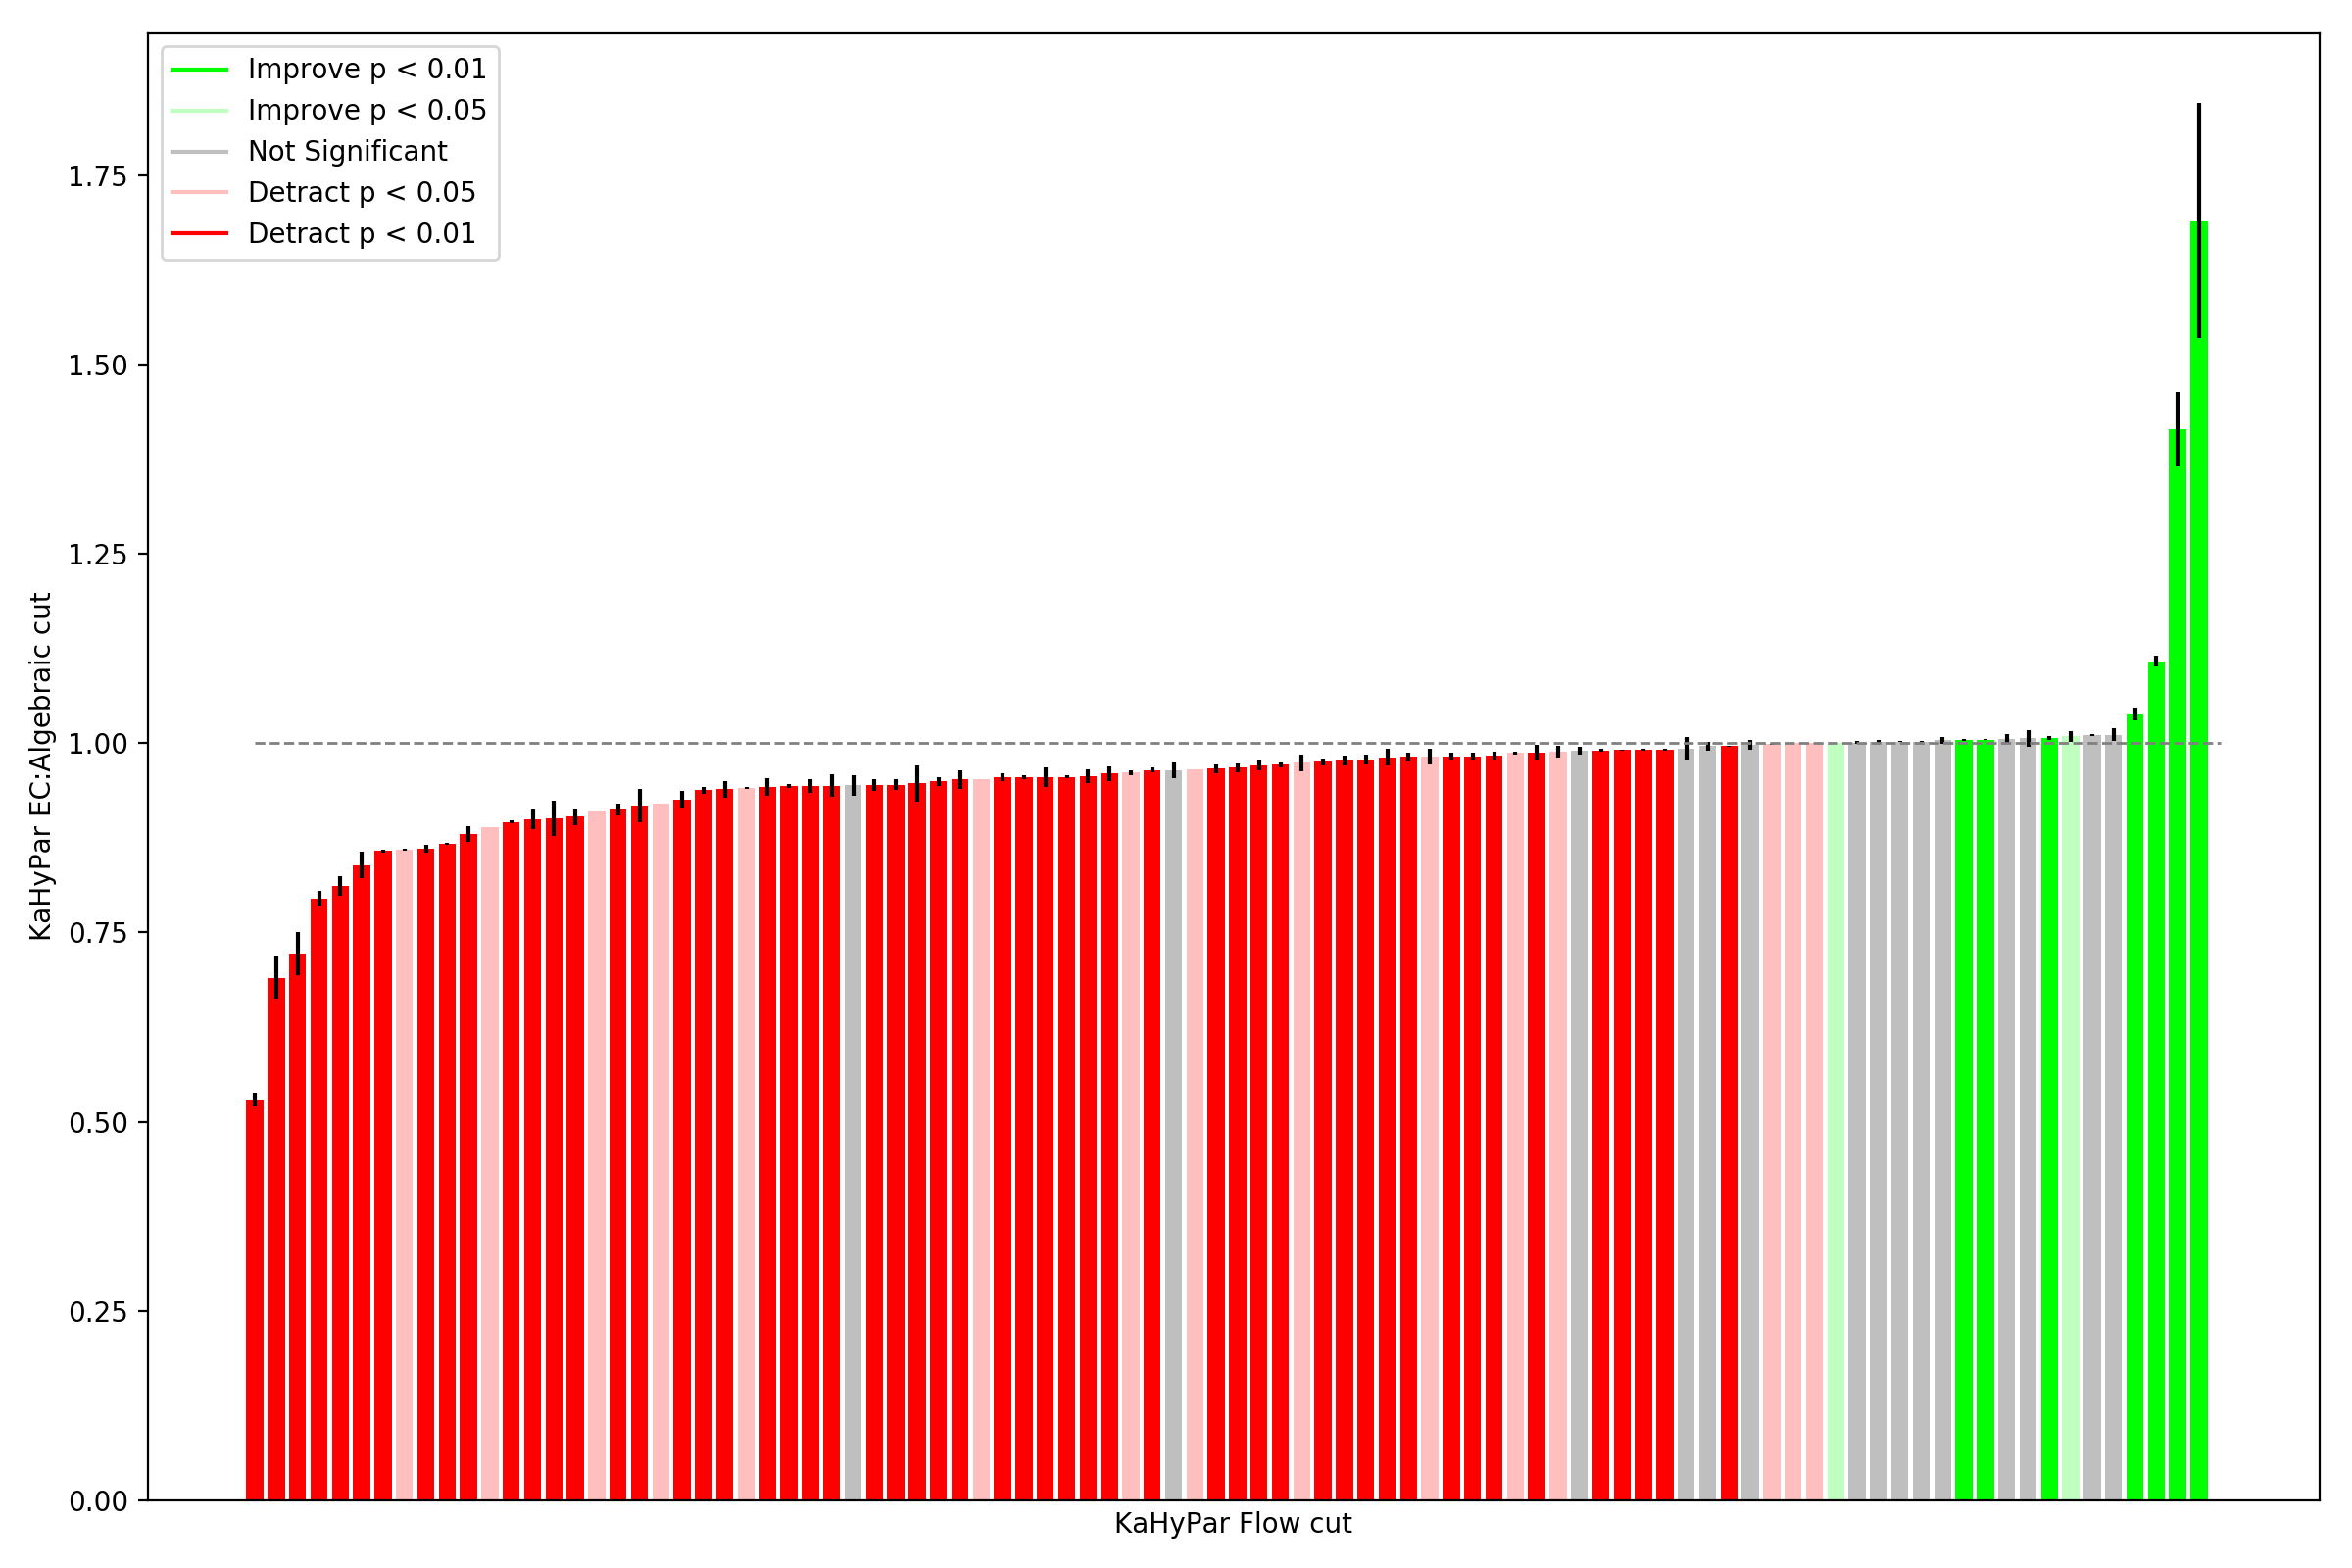 Improve p < 0.01
Improve p < 0.05
Not Significant
Detract p < 0.05
Detract p < 0.01
1.75
1.50
1.25
1.00
0.75
0.50
0.25
0.00
KaHyPar EC:Algebraic cut
KaHyPar Flow cut